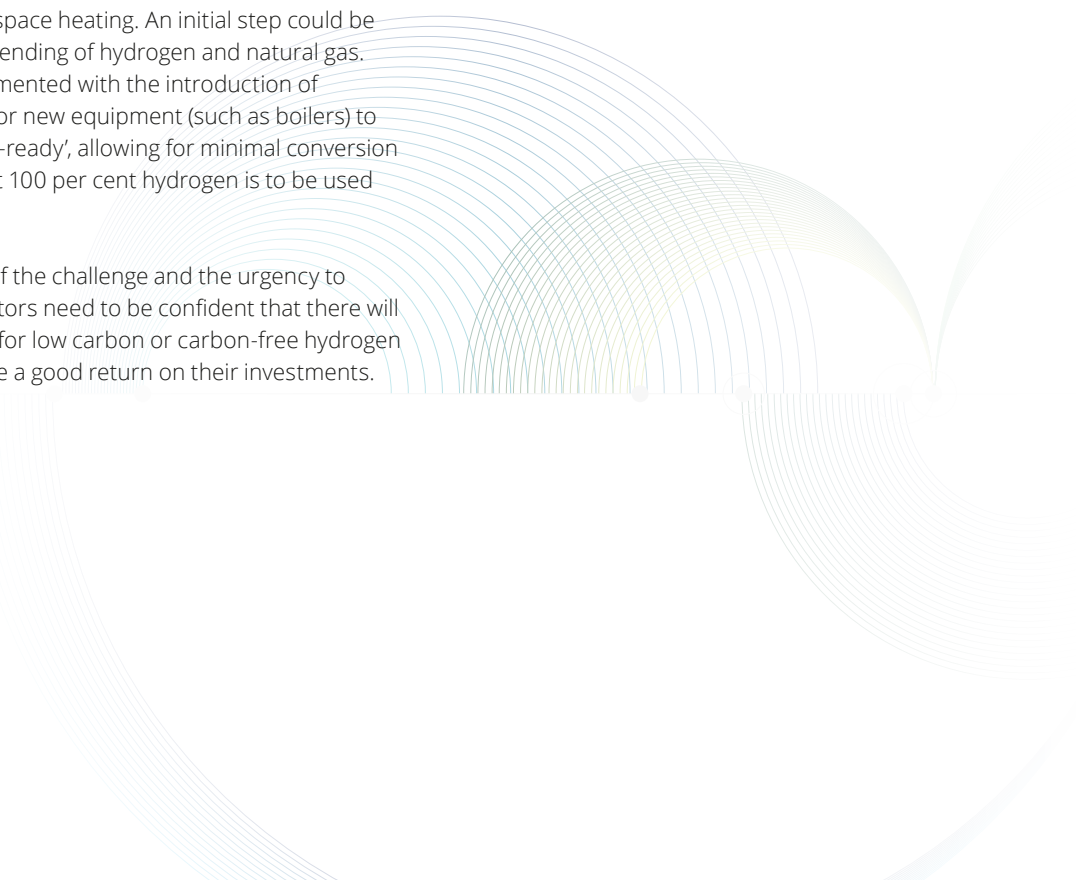 space heating. An initial step could be
ending of hydrogen and natural gas.
mented with the introduction of
or new equipment (such as boilers) to
-ready’, allowing for minimal conversion
100 per cent hydrogen is to be used
f the challenge and the urgency to
tors need to be confident that there will
for low carbon or carbon-free hydrogen
e a good return on their investments.